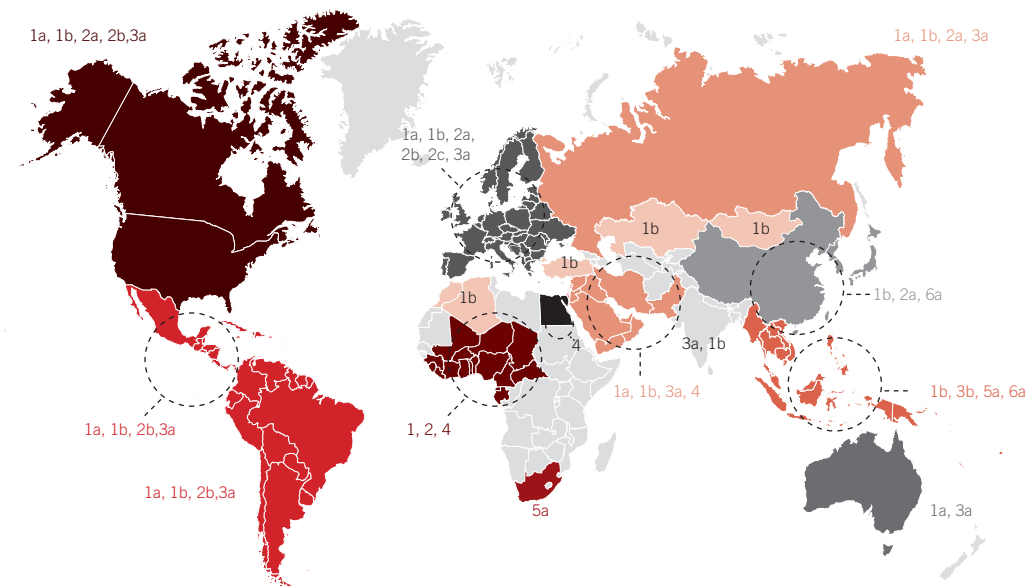 1a, 1b, 2a, 2b,3a
1a, 1b, 2a, 3a
1a, 1b, 2a,
2b, 2c, 3a
1b
1b
1b
1b
1b, 2a, 6a
4
3a, 1b
1a, 1b, 3a, 4
1b, 3b, 5a, 6a
1a, 1b, 2b,3a
1, 2, 4
1a, 1b, 2b,3a
5a
1a, 3a